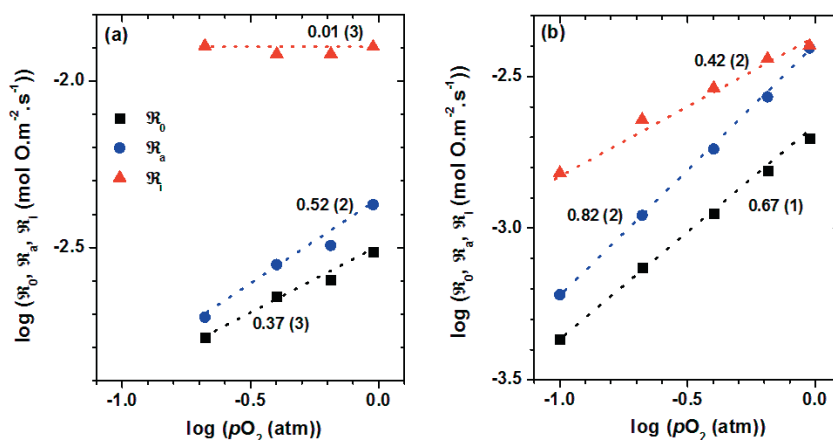 (a)
0.01 (3)
ℜ0
ℜa
ℜi
0.52 (2)
0.37 (3)
-2.0
-2.5
-1.0
-0.5
0.0
log (ℜ0, ℜa, ℜi (mol O.m-2.s-1)
log (pO2 (atm))
(b)
0.42 (2)
0.82 (2)
0.67 (1)
-2.5
-3.0
-3.5
-1.0
-0.5
0.0
log (ℜ0, ℜa, ℜi (mol O.m-2.s-1)
log (pO2 (atm))